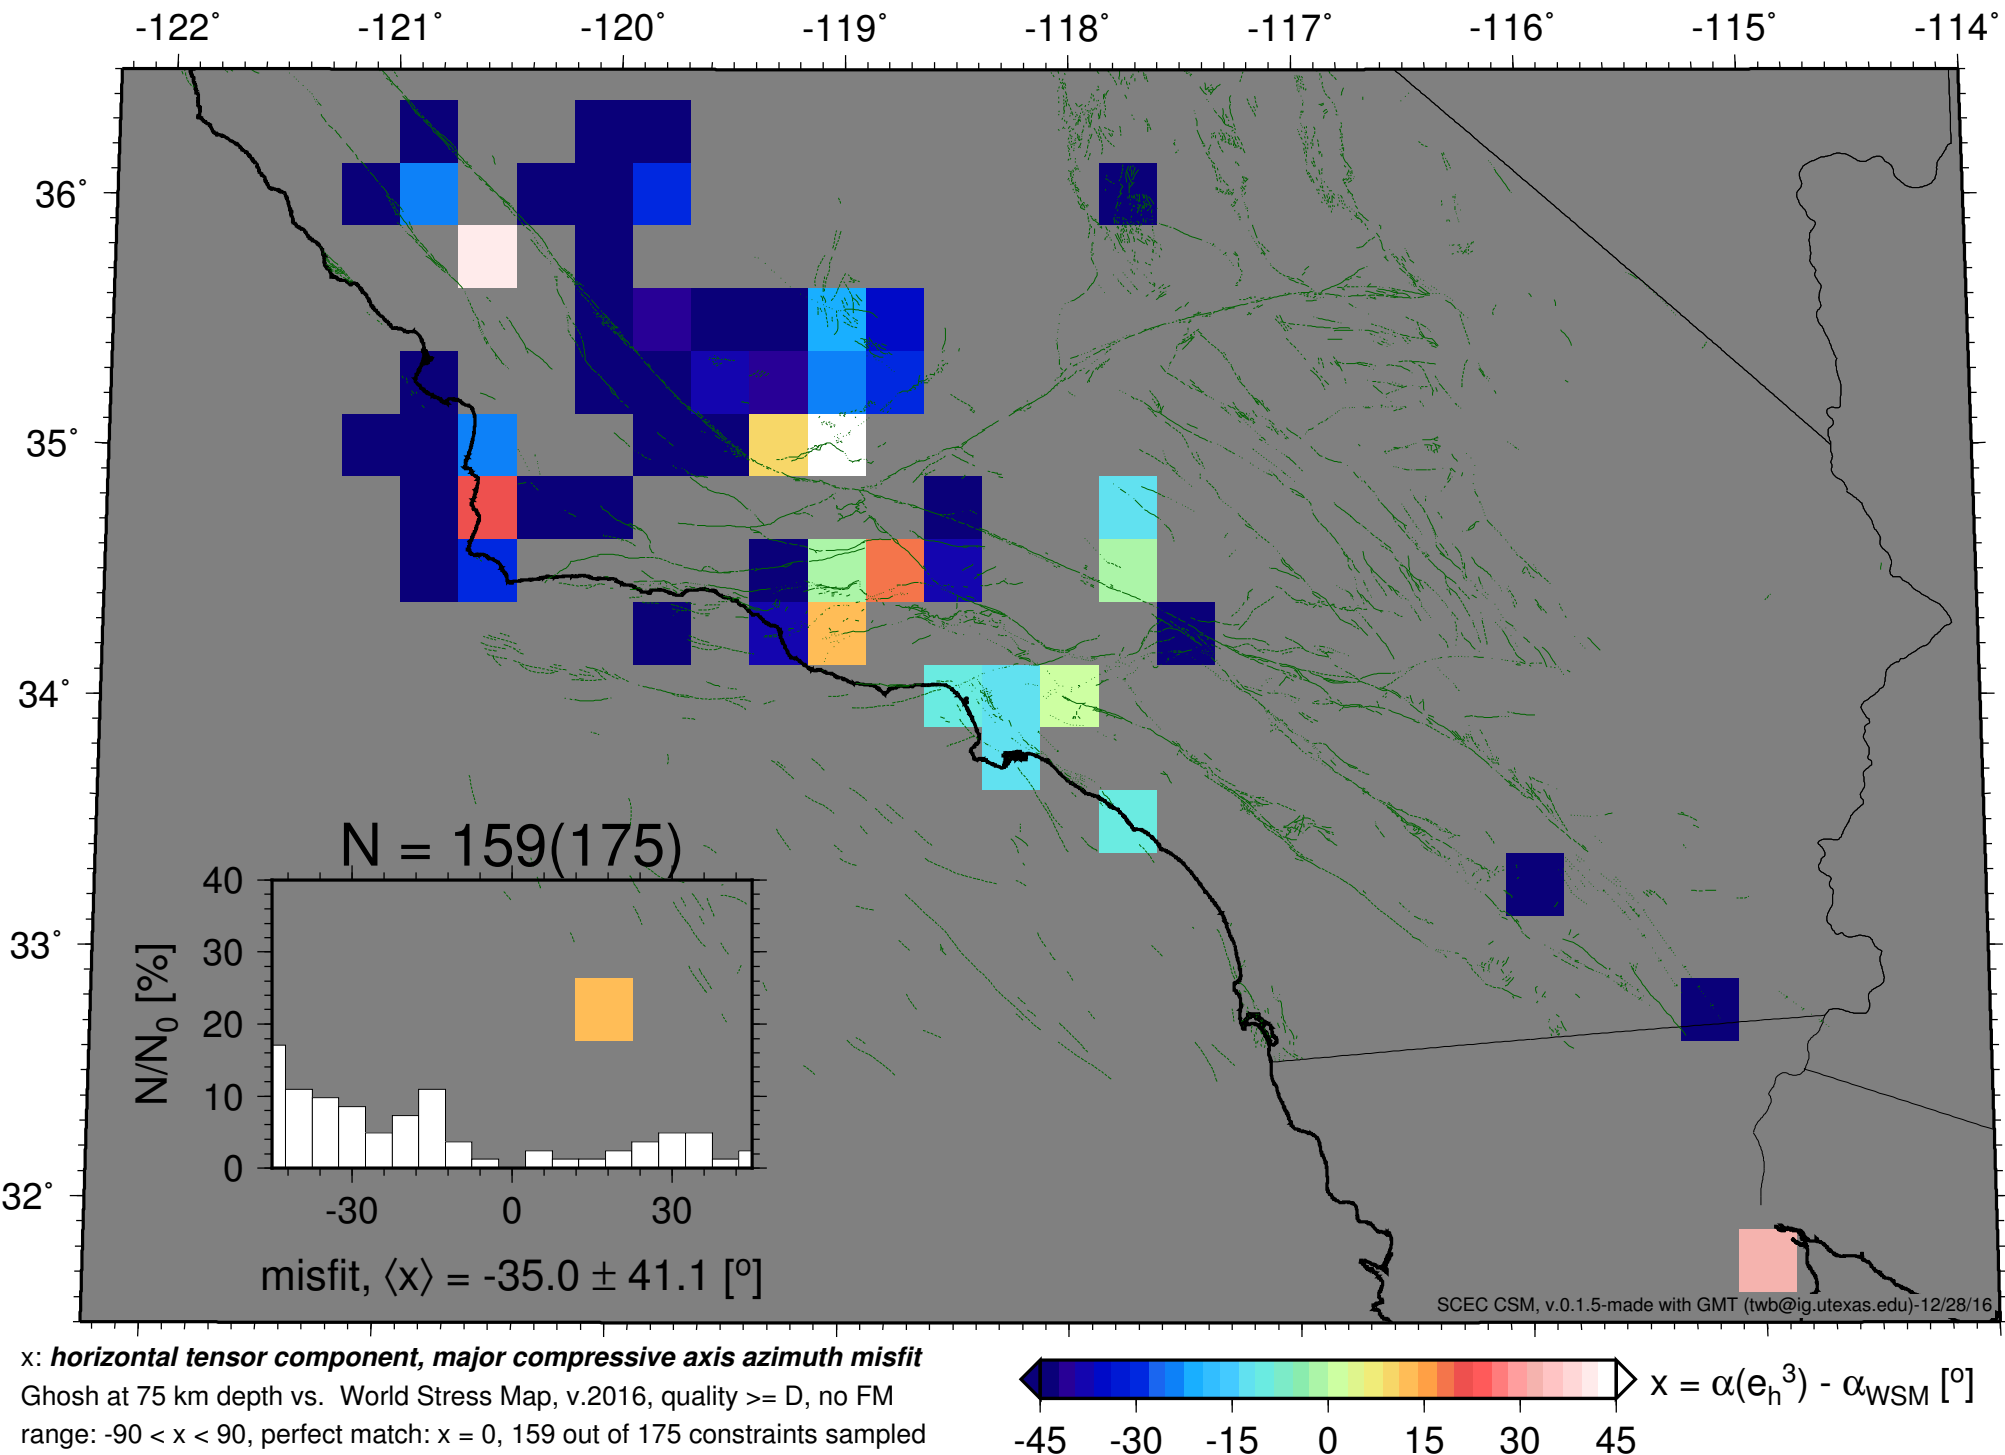 -122° -121° -120° -119° -118° -117° -116° -115° -114°
36°
35°
34°
33°
32°
N = 159(175)
40
30
20
10
0
N/N0 [%]
-30 0 30
misfit, ⟨x⟩ = -35.0 ± 41.1 [º]
SCEC CSM, v.0.1.5-made with GMT (twb@ig.utexas.edu)-12/28/16
x: horizontal tensor component, major compressive axis azimuth misfit
Ghosh at 75 km depth vs. World Stress Map, v.2016, quality >= D, no FM
range: -90 < x < 90, perfect match: x = 0, 159 out of 175 constraints sampled
x = α(eh3) - αWSM [º]
-45 -30 -15 0 15 30 45